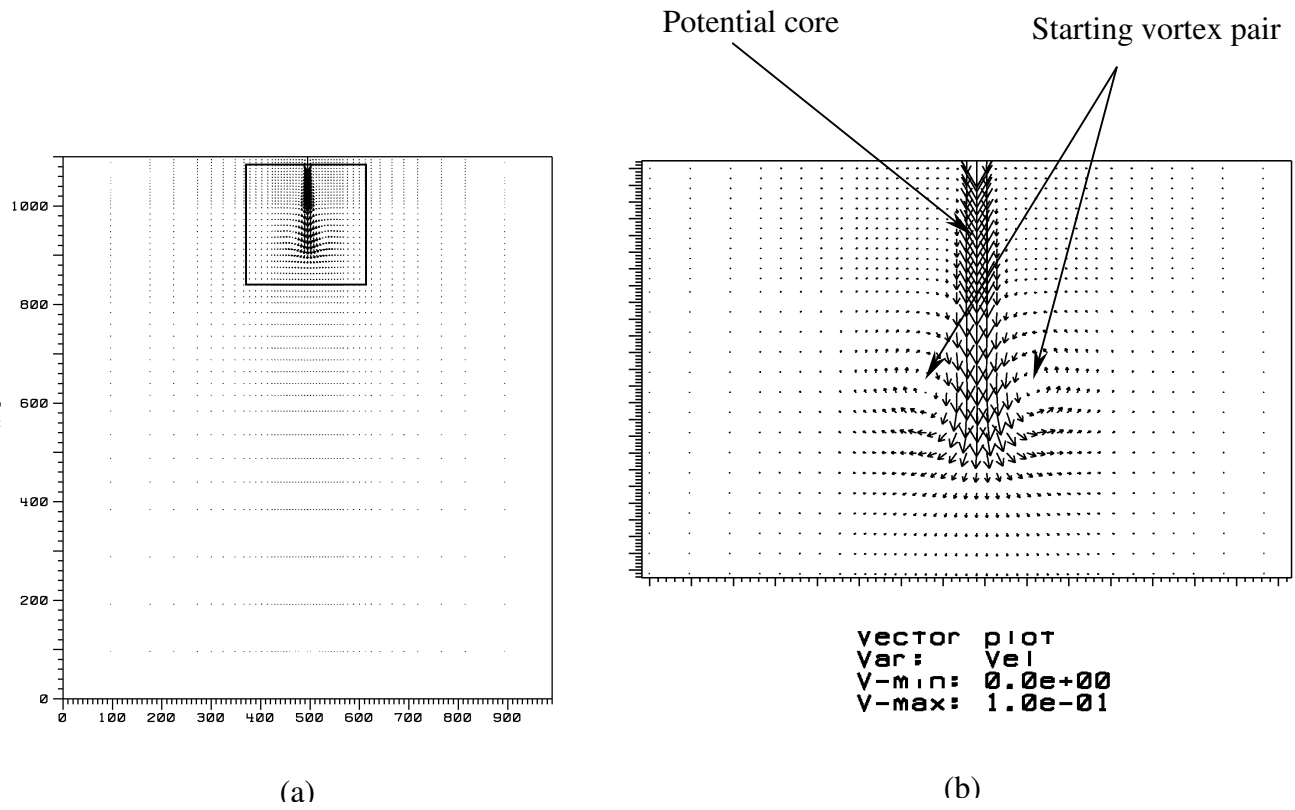 Potential core
Starting vortex pair
1000
800
600
400
200
0
0 100 200 300 400 500 600 700 800 900
Vector plot
Var: Vel
V-min: 0.0e+00
V-max: 1.0e-01
(a)
(b)